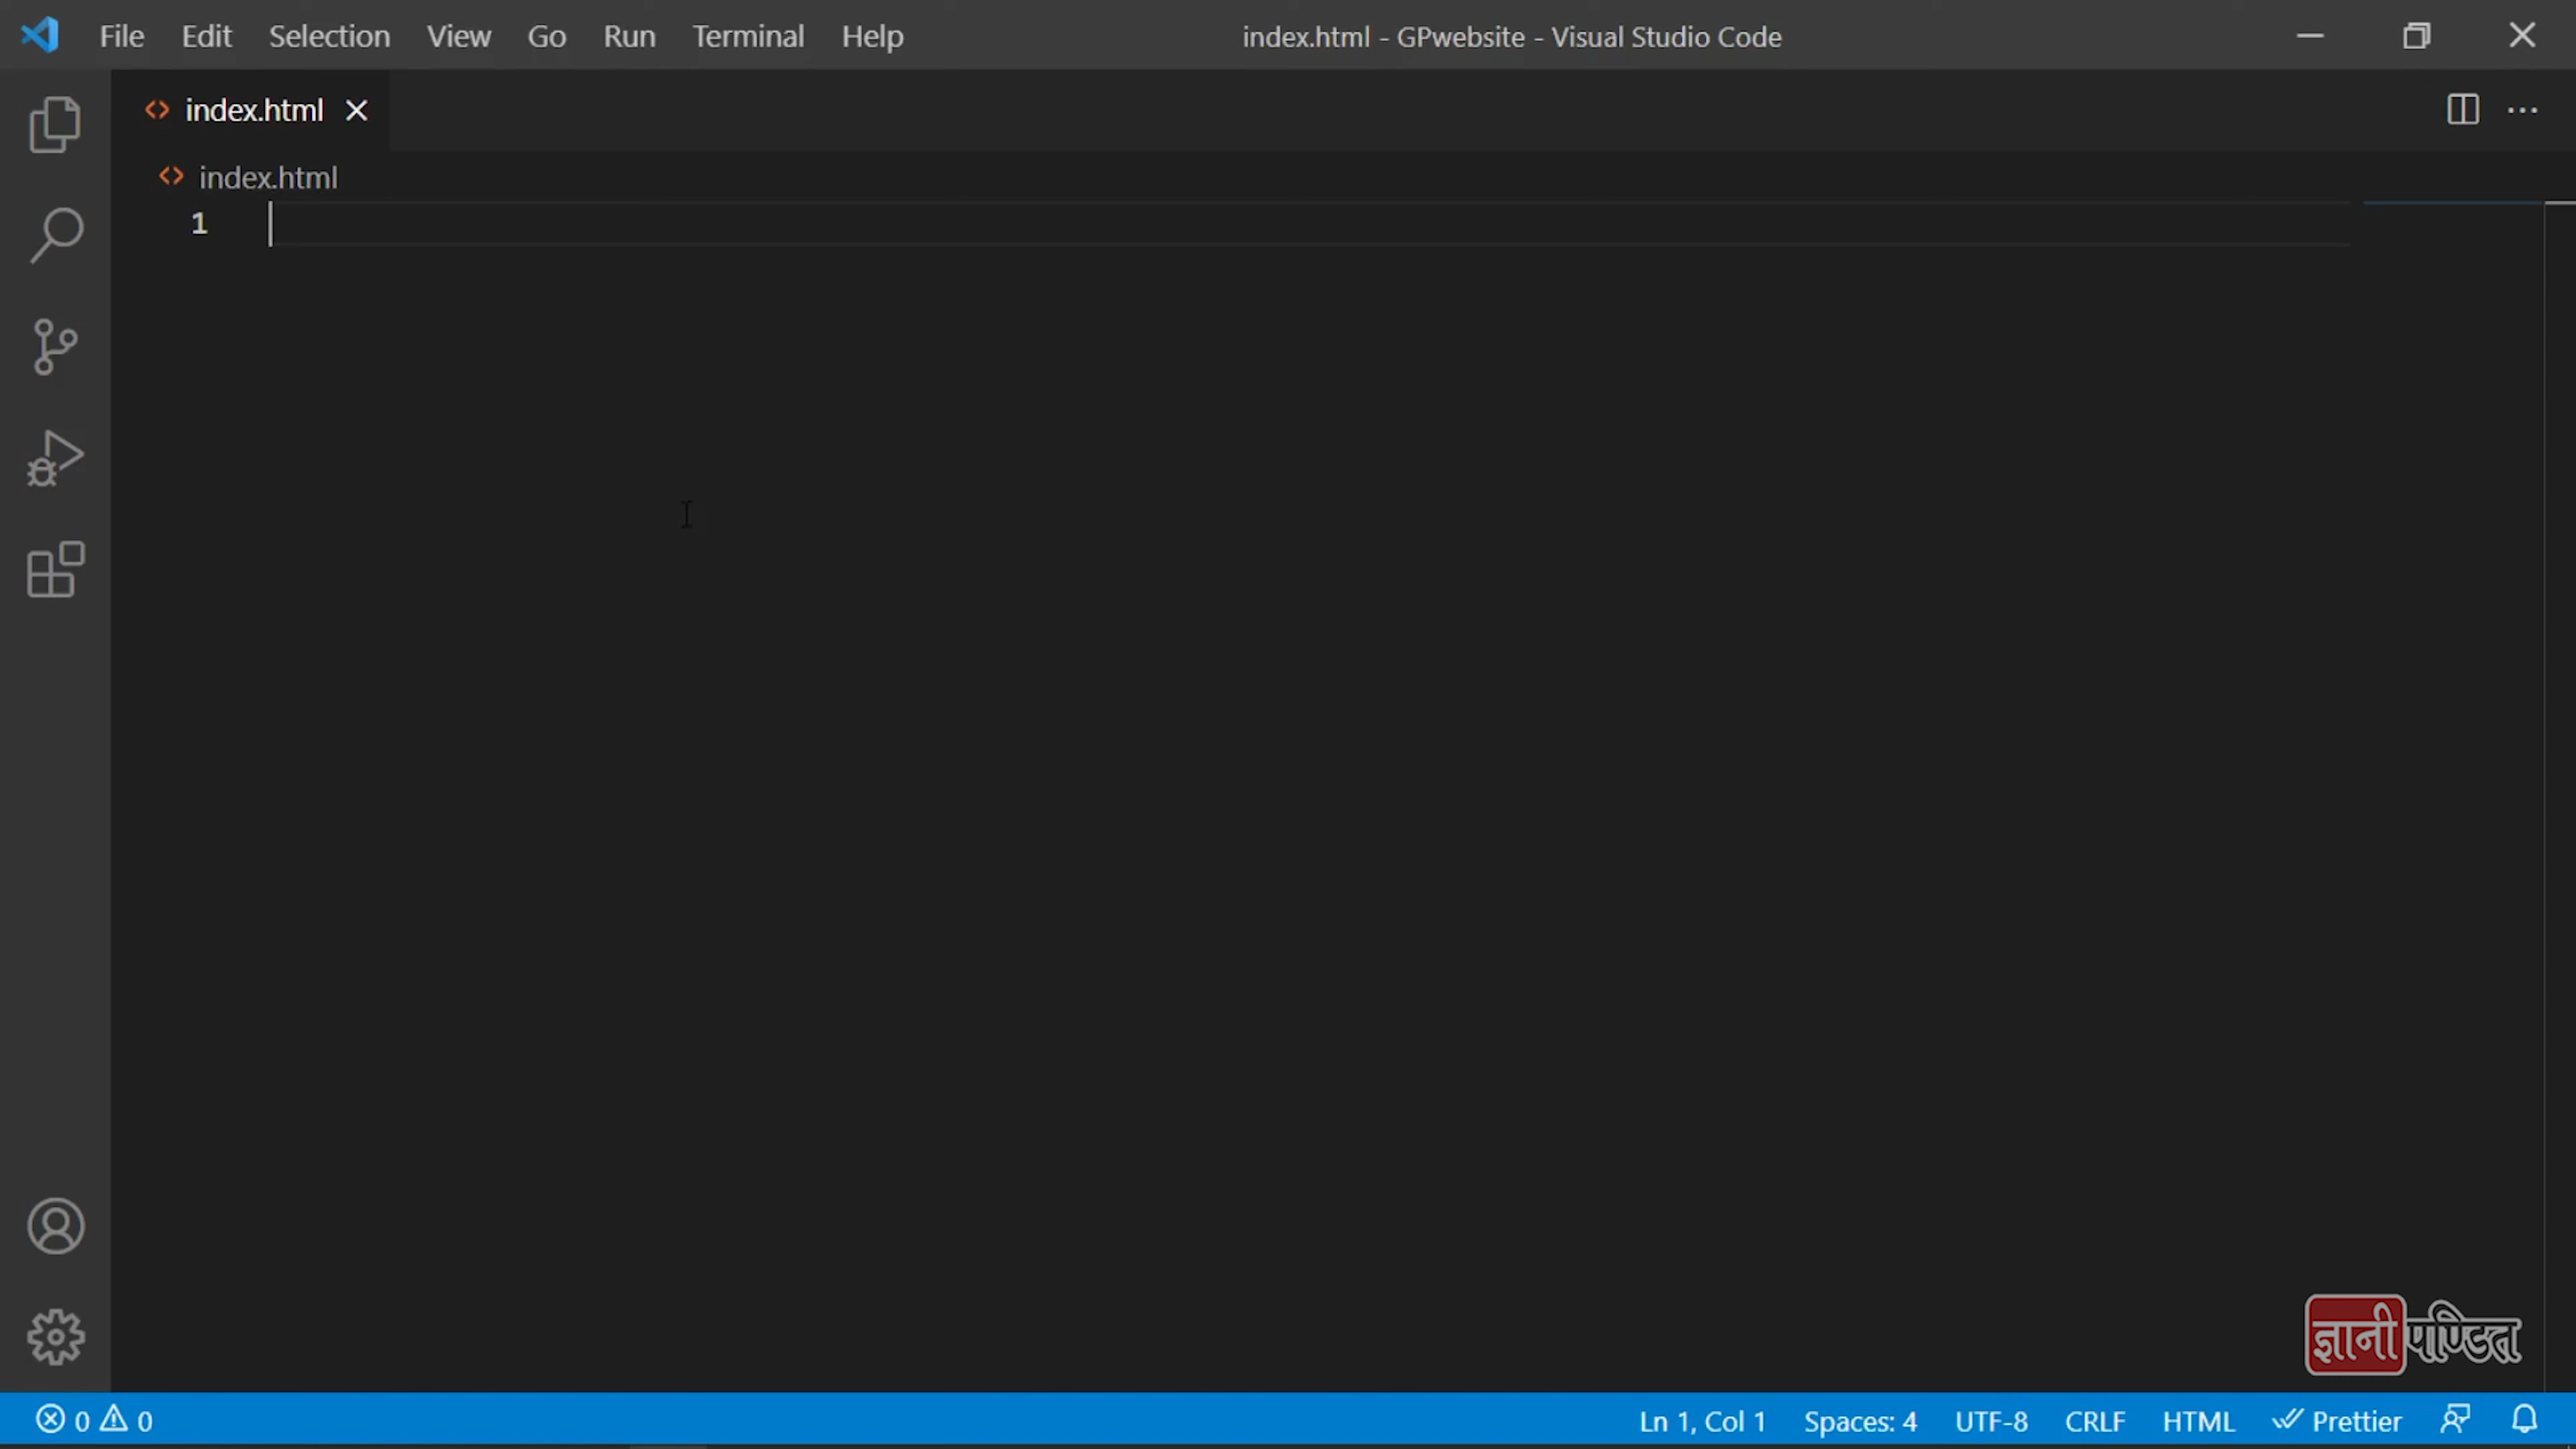 File Edit Selection View Go Run Terminal Help index.html - GPwebsite - Visual Studio Code
index.html
index.html
1
ज्ञानी पण्डित
0 0 Ln 1, Col 1 Spaces: 4 UTF-8 CRLF HTML Prettier